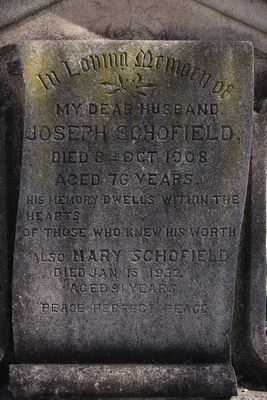 In Loving Memory of
MY DEAR HUSBAND.
JOSEPH SCHOFIELD.
DIED 8TH OCT. 1908
AGED 76 YEARS.
HIS MEMORY DWELLS WITHIN THE
HEARTS
OF THOSE WHO KNEW HIS WORTH
ALSO MARY SCHOFIELD
DIED JAN 15 1932
AGED 91 YEARS.
PEACE PERFECT PEACE